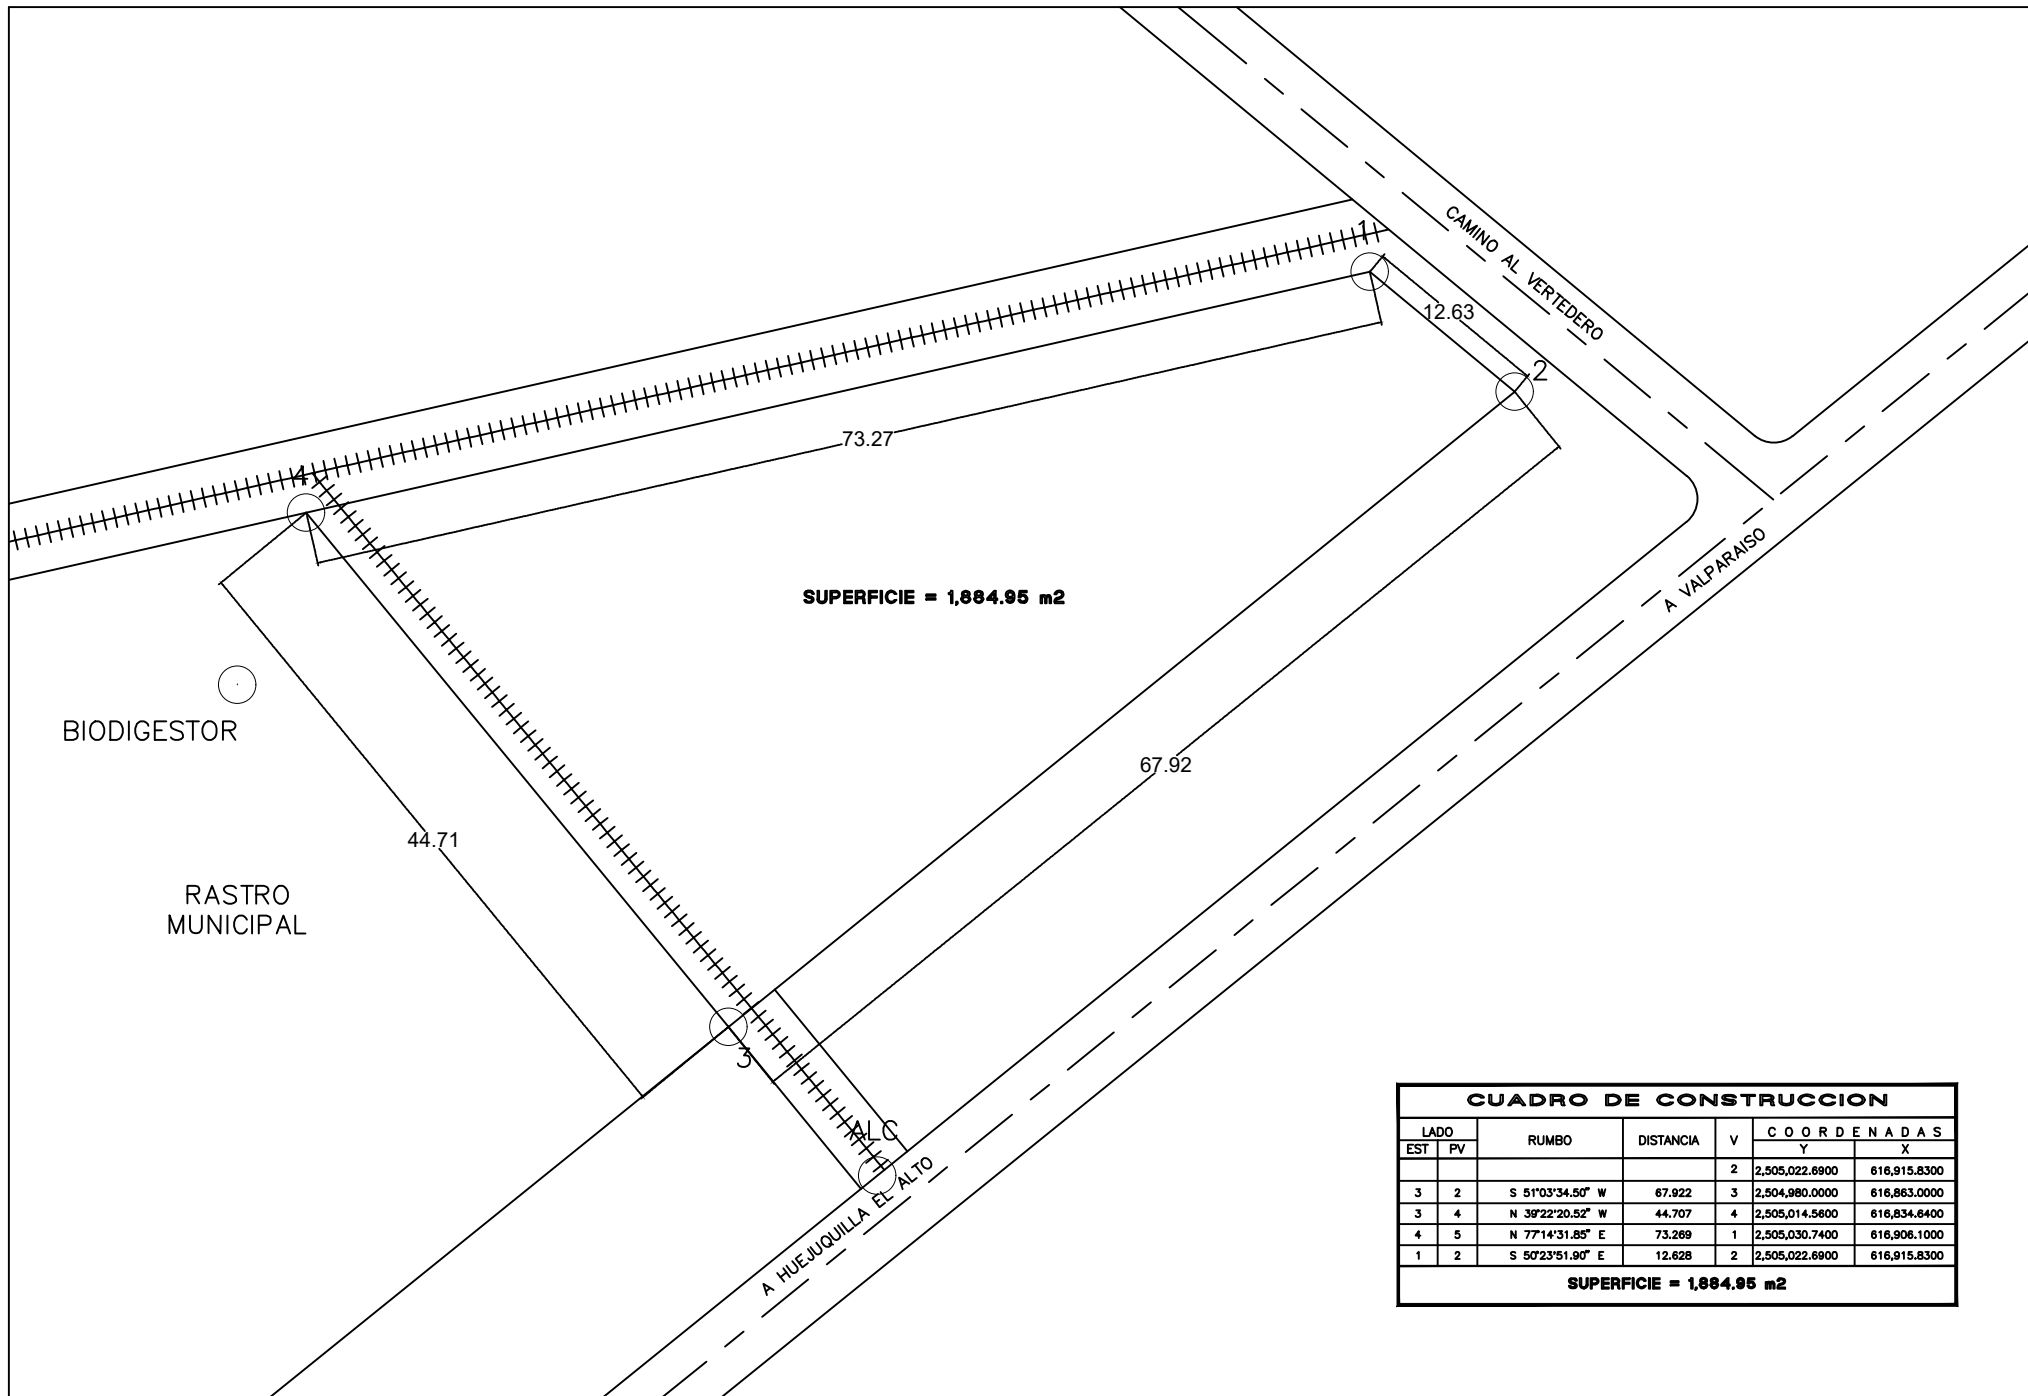 CAMINO AL VERTEDERO
1
12.63
2
73.27
4
A VALPARAISO
SUPERFICIE = 1,884.95 m2
BIODIGESTOR
67.92
44.71
RASTRO
MUNICIPAL
3
ALC
A HUEJUQUILLA EL ALTO
CUADRO DE CONSTRUCCION
LADO RUMBO DISTANCIA V COORDENADAS
EST PV Y X
2 2,505,022.6900 616,915.8300
3 2 S 51°03'34.50" W 67.922 3 2,504,980.0000 616,863.0000
3 4 N 39°22'20.52" W 44.707 4 2,505,014.5600 616,834.6400
4 5 N 77°14'31.85" E 73.269 1 2,505,030.7400 616,906.1000
1 2 S 50°23'51.90" E 12.628 2 2,505,022.6900 616,915.8300
SUPERFICIE = 1,884.95 m2